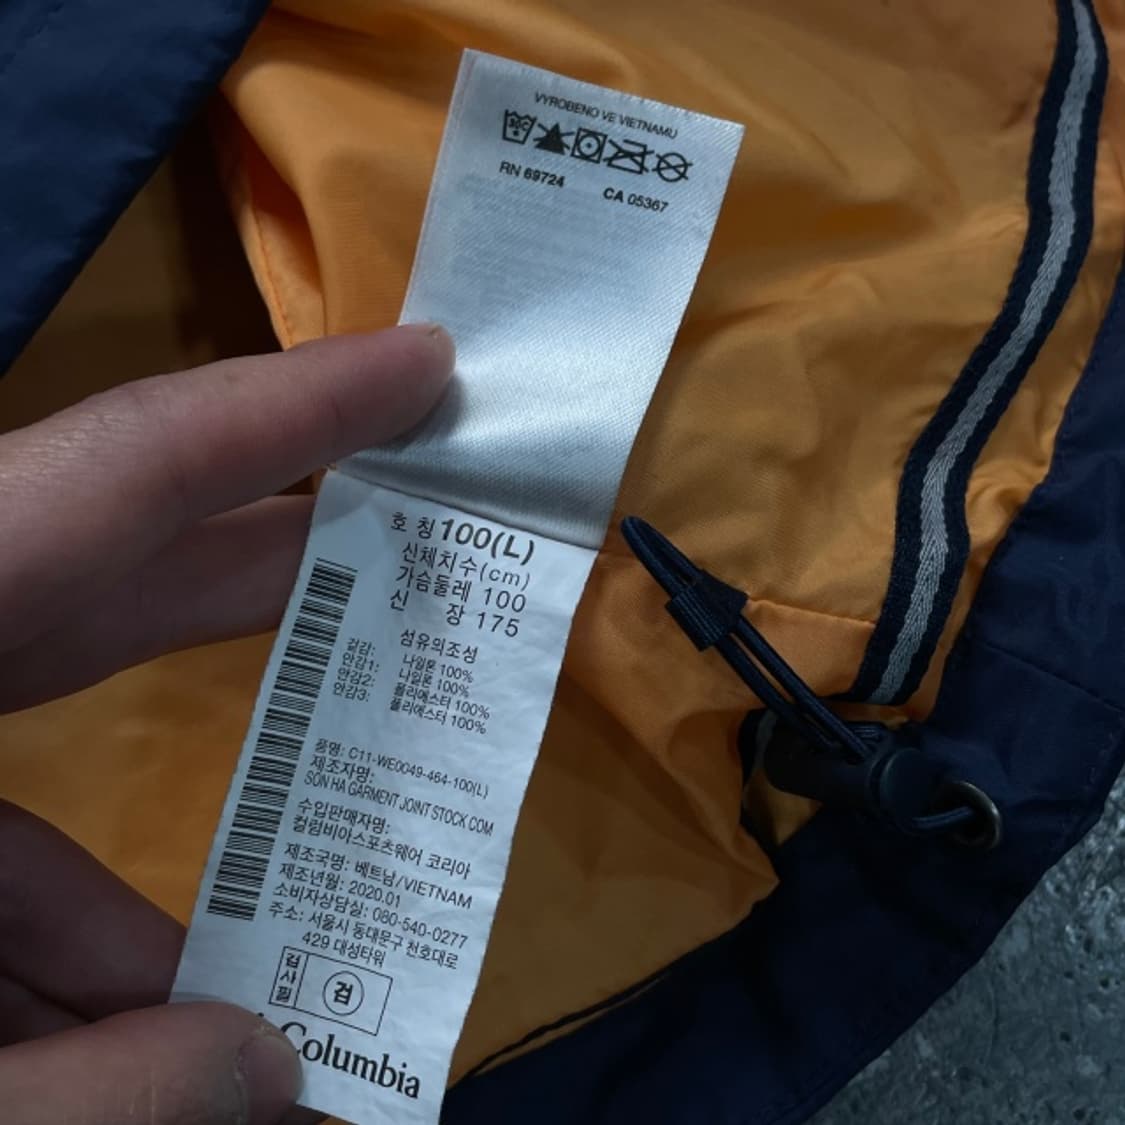 VYROBENO VE VIETNAMU
30C
RN 69724 CA 05367
호 칭 100(L)
신체치수(cm)
가슴둘레 100
신 장 175
섬유의조성
겉감: 나일론 100%
안감1: 나일론 100%
안감2: 폴리에스터 100%
안감3: 폴리에스터 100%
품명: C11-WE0049-464-100(L)
제조자명:
SON HA GARMENT JOINT STOCK COM
수입판매자명:
컬럼비아스포츠웨어 코리아
제조국명: 베트남/VIETNAM
제조년월: 2020.01
소비자상담실: 080-540-0277
주소: 서울시 동대문구 천호대로
429 대성타워
검사필 검
Columbia